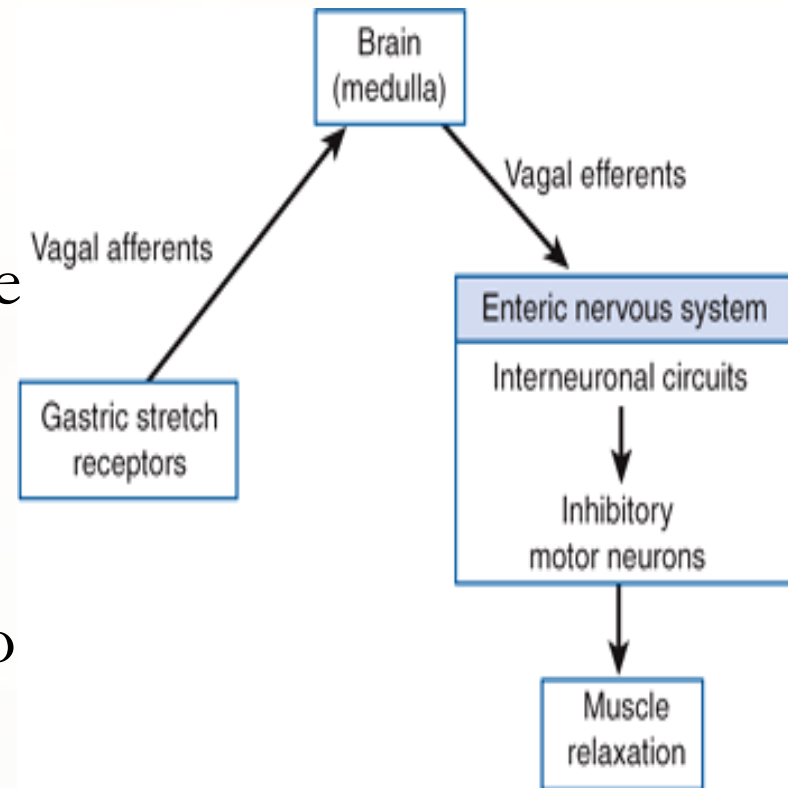 Brain
(medulla)
Vagal efferents
Vagal afferents
e
Enteric nervous system
Interneuronal circuits
Gastric stretch
receptors
Inhibitory
motor neurons
o
Muscle
relaxation